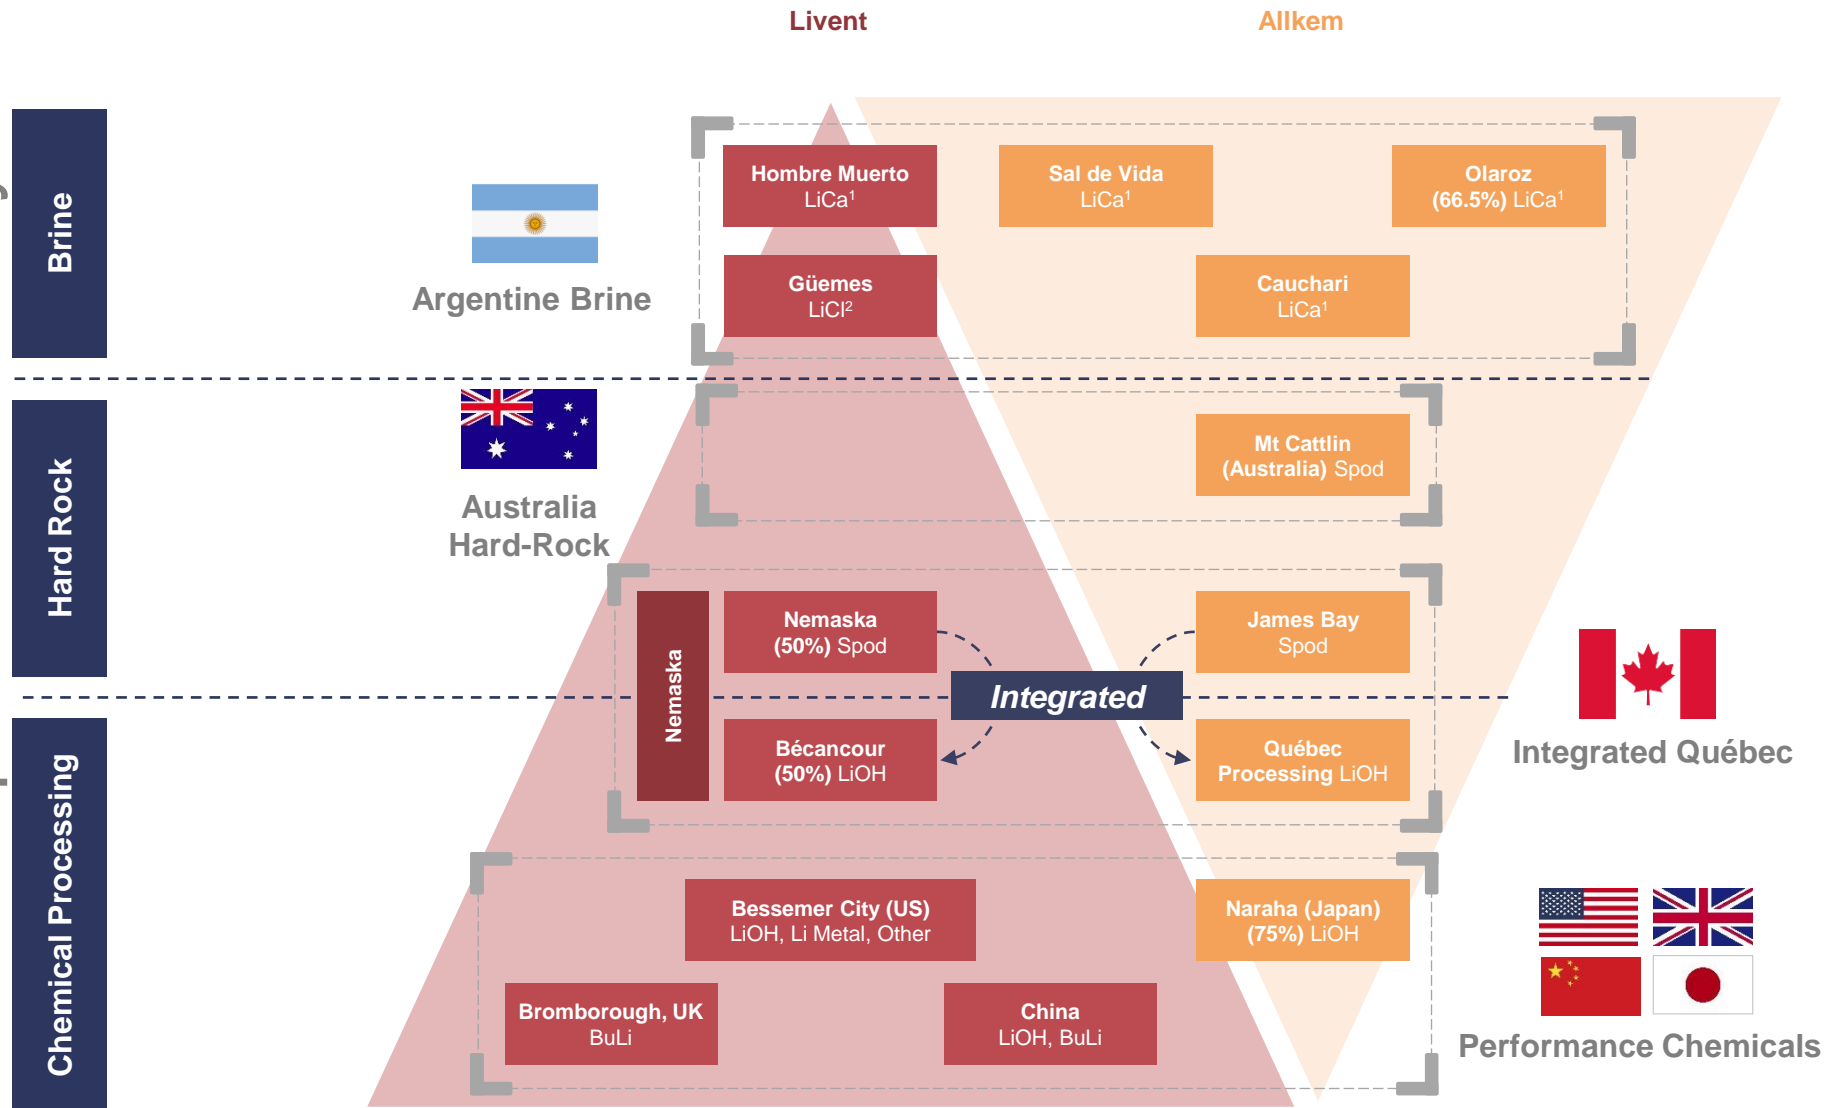 Livent
Allkem
Brine
Argentine Brine
Hombre Muerto
LiCa¹
Sal de Vida
LiCa¹
Olaroz
(66.5%) LiCa¹
Güemes
LiCl²
Cauchari
LiCa¹
Hard Rock
Australia
Hard-Rock
Mt Cattlin
(Australia) Spod
Nemaska
Nemaska
(50%) Spod
James Bay
Spod
Integrated
Bécancour
(50%) LiOH
Québec
Processing LiOH
Integrated Québec
Chemical Processing
Bessemer City (US)
LiOH, Li Metal, Other
Naraha (Japan)
(75%) LiOH
Bromborough, UK
BuLi
China
LiOH, BuLi
Performance Chemicals